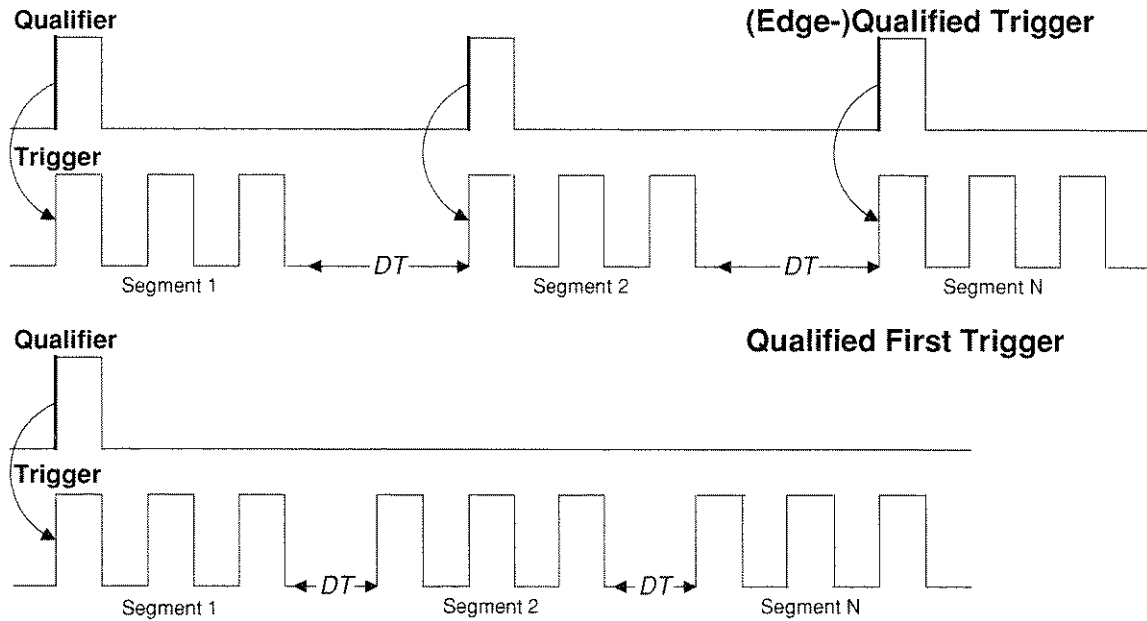 Qualifier
(Edge-)Qualified Trigger
Trigger
DT
DT
Segment 1
Segment 2
Segment N
Qualifier
Qualified First Trigger
Trigger
DT
DT
Segment 1
Segment 2
Segment N